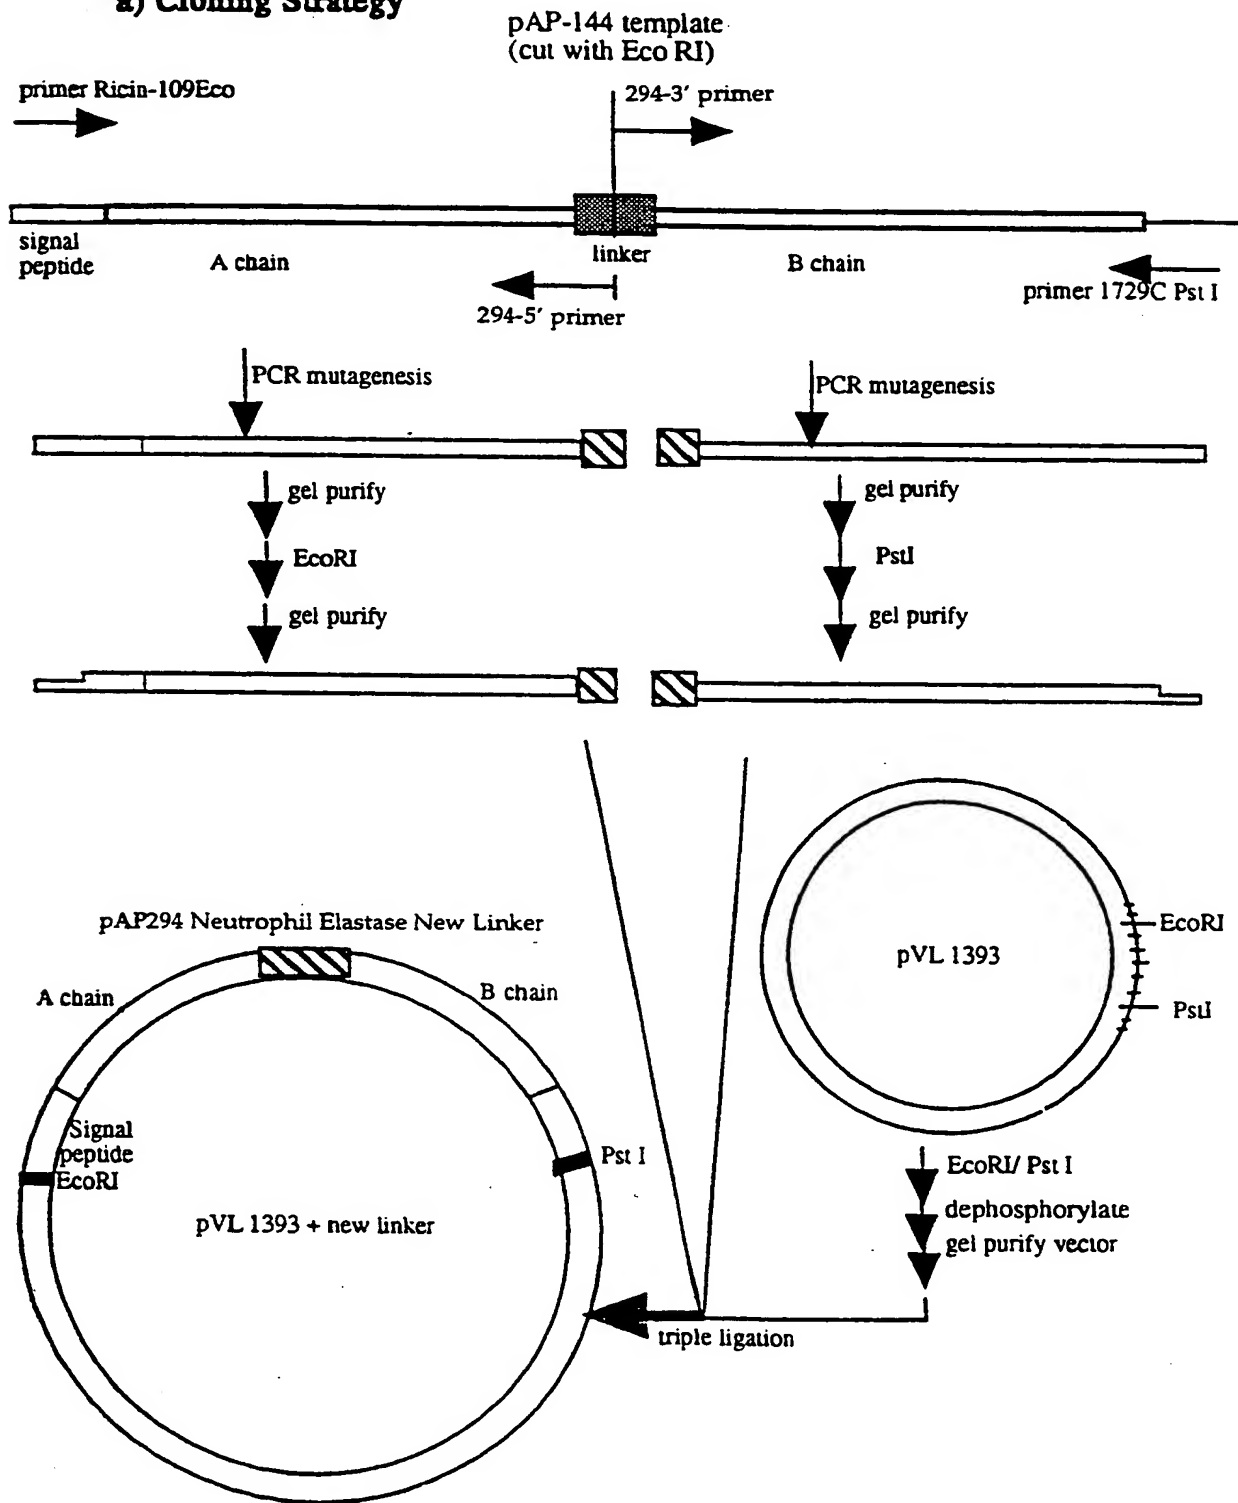 a) Cloning Strategy
pAP-144 template
(cut with Eco RI)
primer Ricin-109Eco
294-3' primer
signal
peptide
A chain
linker
B chain
294-5' primer
primer 1729C Pst I
PCR mutagenesis
PCR mutagenesis
gel purify
gel purify
EcoRI
PstI
gel purify
gel purify
pAP294 Neutrophil Elastase New Linker
A chain
B chain
pVL 1393
EcoRI
PstI
Signal
peptide
EcoRI
Pst I
pVL 1393 + new linker
EcoRI/ Pst I
dephosphorylate
gel purify vector
triple ligation